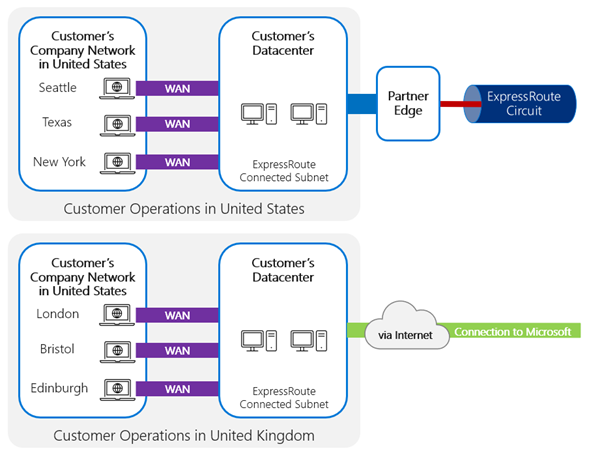 Customer's
Company Network
in United States
Seattle
Texas
New York
WAN
WAN
WAN
Customer's
Datacenter
ExpressRoute
Connected Subnet
Partner
Edge
ExpressRoute
Circuit
Customer Operations in United States
Customer's
Company Network
in United States
London
Bristol
Edinburgh
WAN
WAN
WAN
Customer's
Datacenter
ExpressRoute
Connected Subnet
via Internet
Connection to Microsoft
Customer Operations in United Kingdom